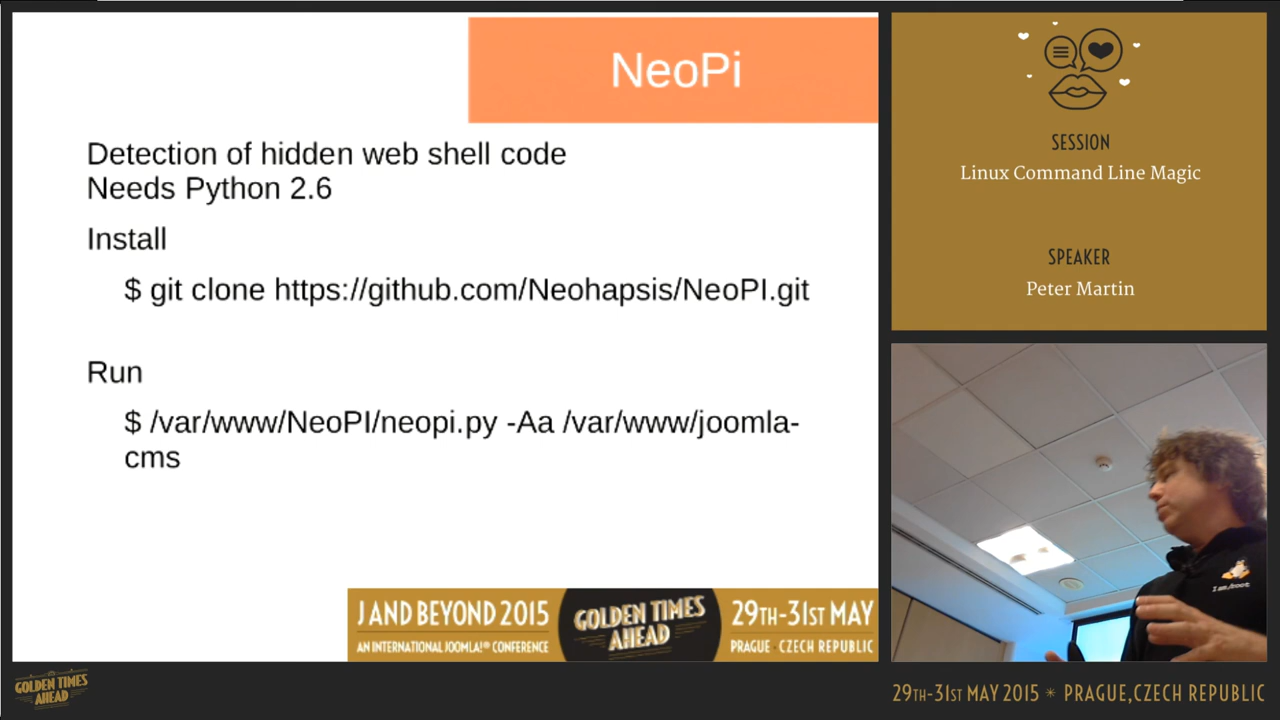 NeoPi
Detection of hidden web shell code
Needs Python 2.6
Install
$ git clone https://github.com/Neohapsis/NeoPI.git
Run
$ /var/www/NeoPI/neopi.py -Aa /var/www/joomla-
cms
J AND BEYOND 2015
AN INTERNATIONAL JOOMLA!® CONFERENCE
GOLDEN TIMES
AHEAD
29TH-31ST MAY
PRAGUE · CZECH REPUBLIC
SESSION
Linux Command Line Magic
SPEAKER
Peter Martin
I am /root
GOLDEN TIMES
AHEAD
29TH-31ST MAY 2015 * PRAGUE, CZECH REPUBLIC